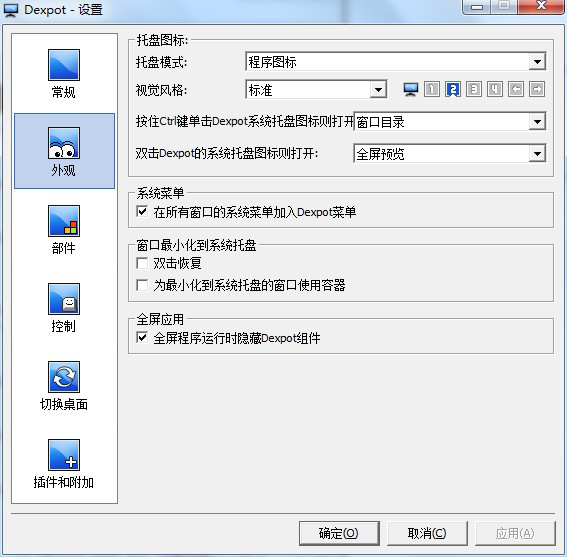 Dexpot - 设置
常规
外观
部件
控制
切换桌面
插件和附加
托盘图标:
托盘模式: 程序图标
视觉风格: 标准 1 2 3 4
按住Ctrl键单击Dexpot系统托盘图标则打开 窗口目录
双击Dexpot的系统托盘图标则打开: 全屏预览
系统菜单
在所有窗口的系统菜单加入Dexpot菜单
窗口最小化到系统托盘
双击恢复
为最小化到系统托盘的窗口使用容器
全屏应用
全屏程序运行时隐藏Dexpot组件
确定(O) 取消(C) 应用(A)